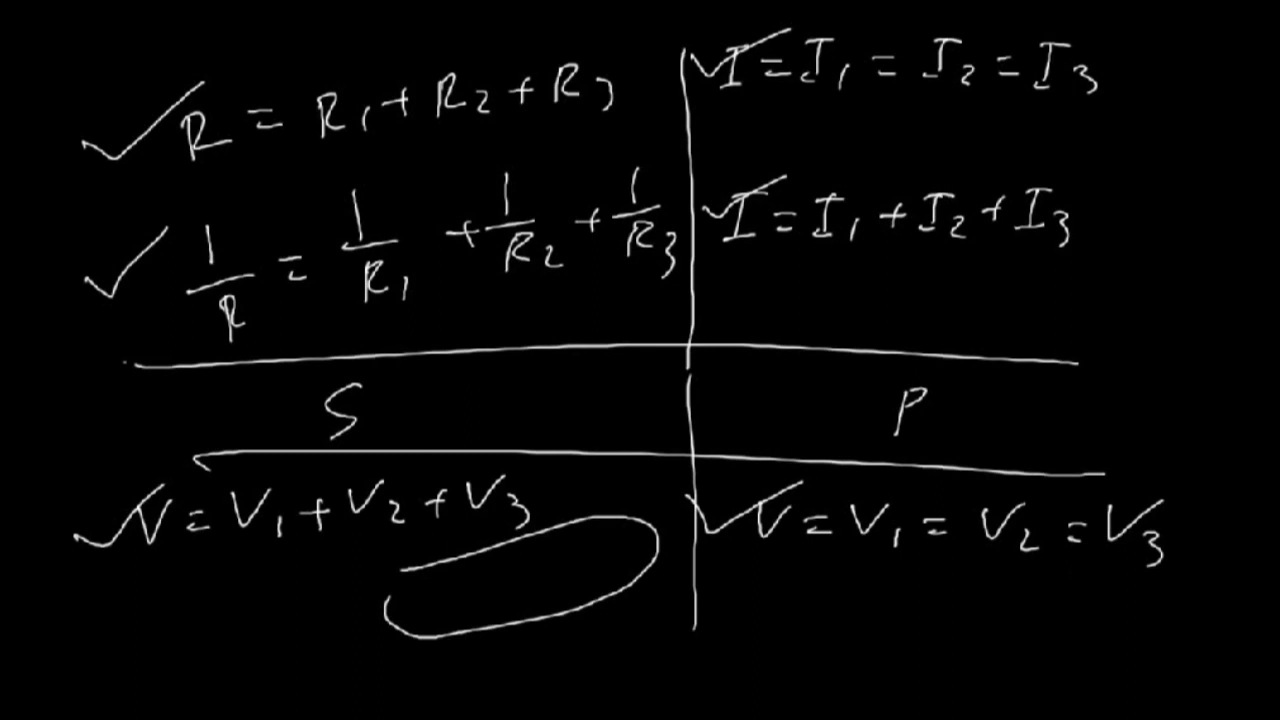 R = R₁ + R₂ + R₃
I = I₁ = I₂ = I₃
1/R = 1/R₁ + 1/R₂ + 1/R₃
I = I₁ + I₂ + I₃
S
P
V = V₁ + V₂ + V₃
V = V₁ = V₂ = V₃